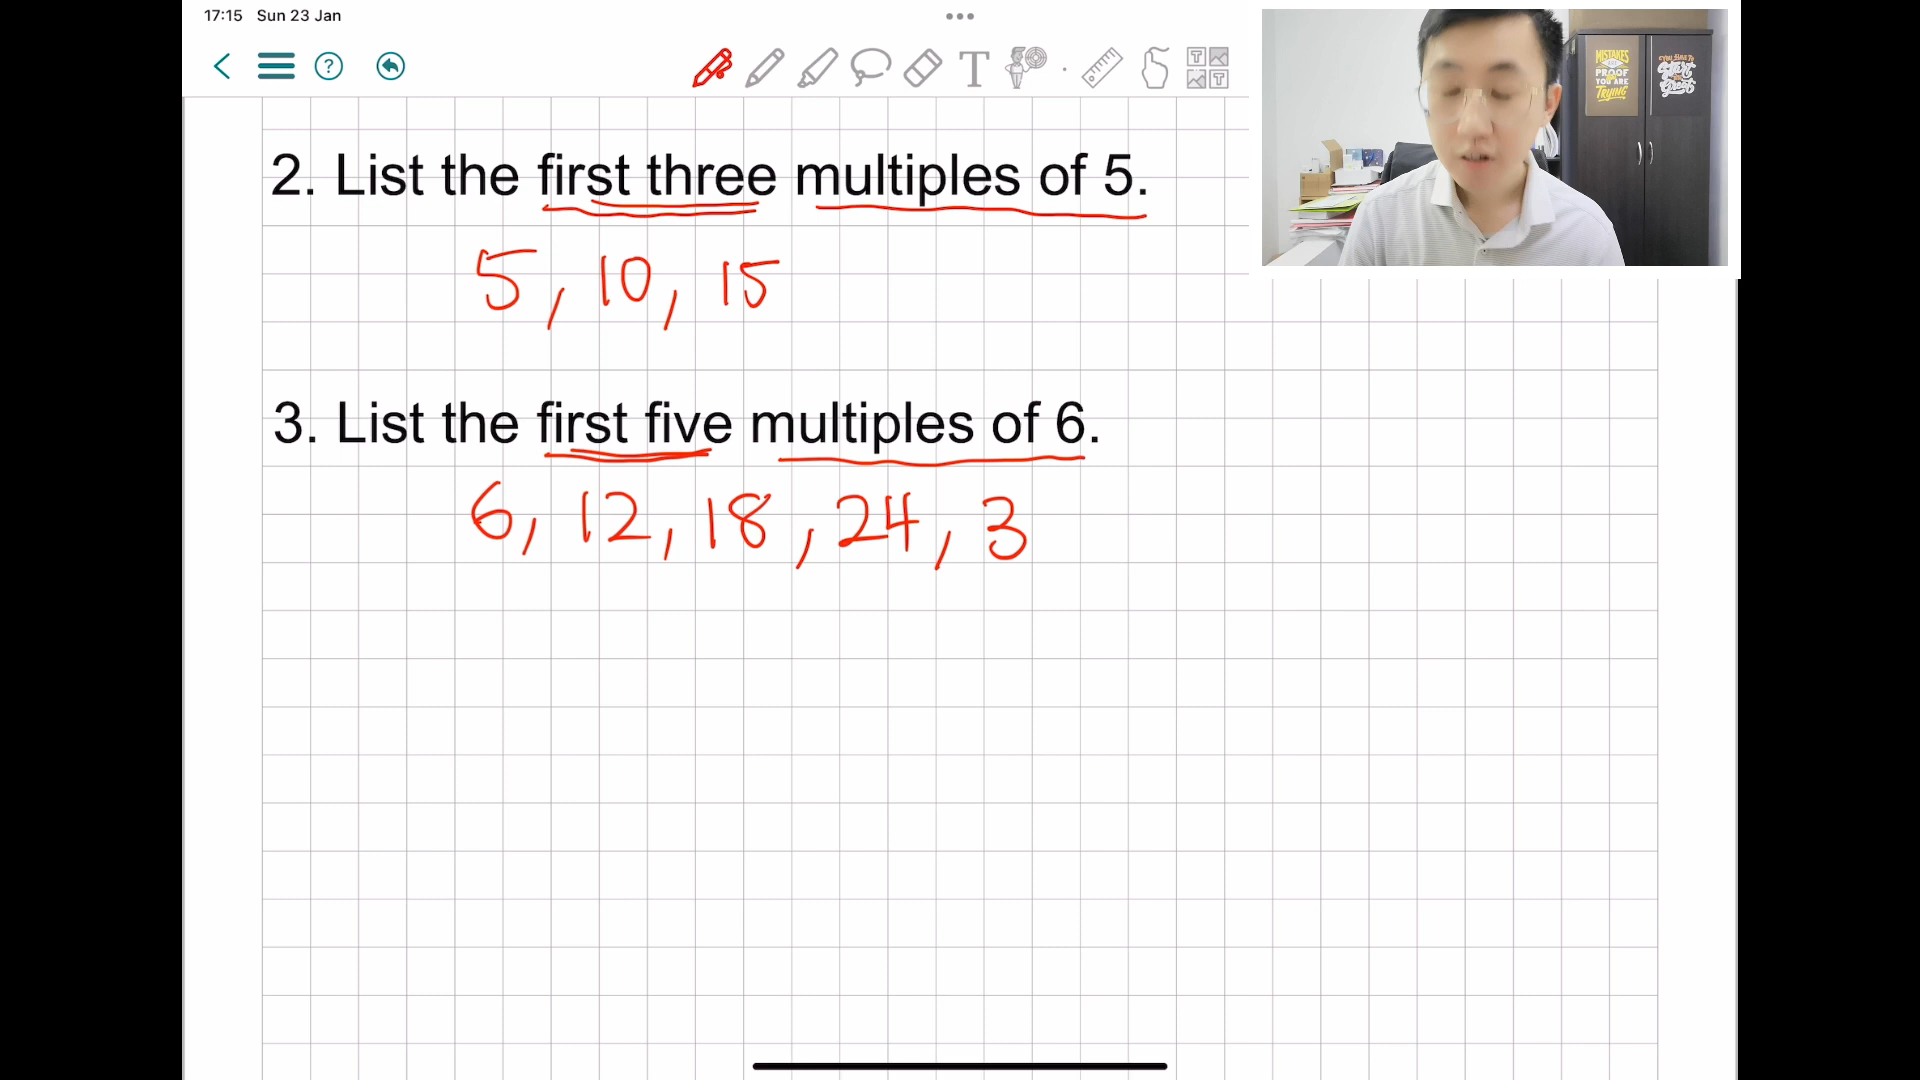 17:15 Sun 23 Jan
2. List the first three multiples of 5.
5, 10, 15
3. List the first five multiples of 6.
6, 12, 18, 24, 3
MISTAKES
PROOF
YOU ARE
TRYING
Great